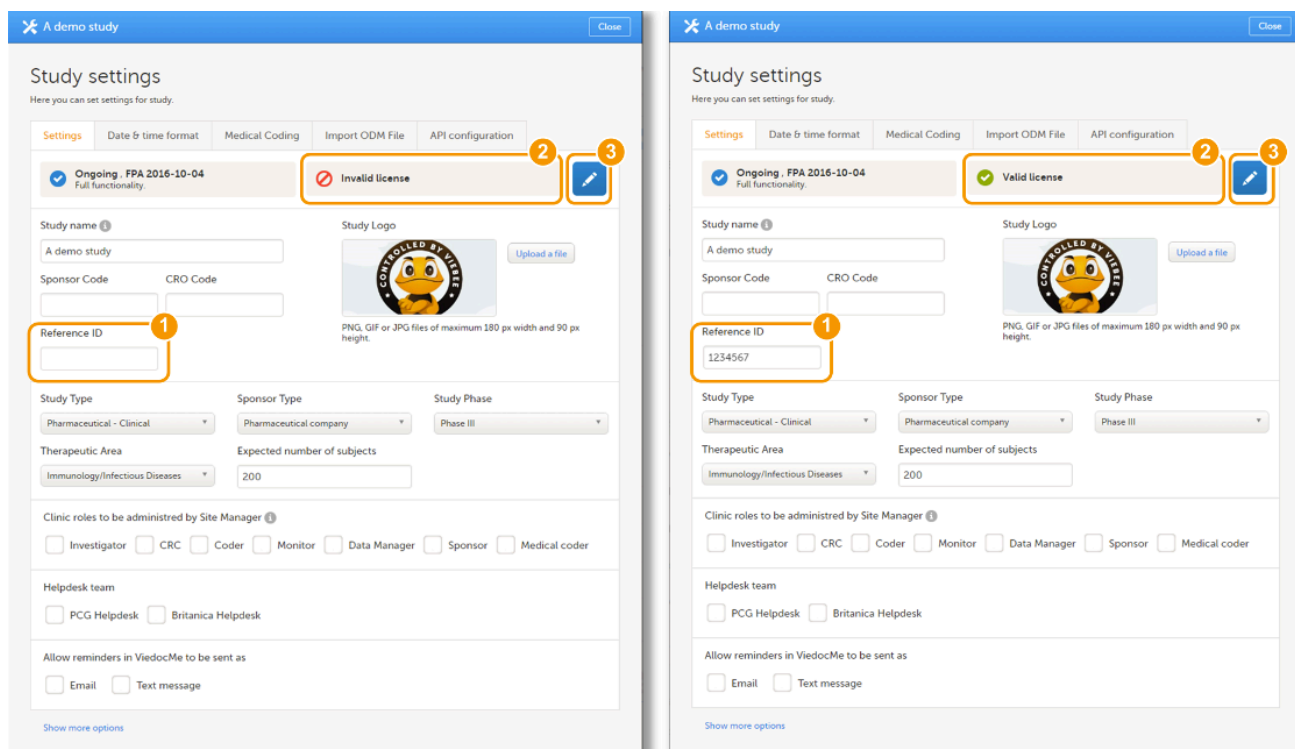 A demo study
Close
Study settings
Here you can set settings for study.
Settings
Date & time format
Medical Coding
Import ODM File
API configuration
2
3
Ongoing . FPA 2016-10-04
Full functionality.
Invalid license
Study name
Study Logo
A demo study
CONTROLLED BY VIEBEE
Upload a file
Sponsor Code
CRO Code
PNG, GIF or JPG files of maximum 180 px width and 90 px
height.
1
Reference ID
Study Type
Sponsor Type
Study Phase
Pharmaceutical - Clinical
Pharmaceutical company
Phase III
Therapeutic Area
Expected number of subjects
Immunology/Infectious Diseases
200
Clinic roles to be administred by Site Manager
Investigator
CRC
Coder
Monitor
Data Manager
Sponsor
Medical coder
Helpdesk team
PCG Helpdesk
Britanica Helpdesk
Allow reminders in ViedocMe to be sent as
Email
Text message
Show more options
A demo study
Close
Study settings
Here you can set settings for study.
Settings
Date & time format
Medical Coding
Import ODM File
API configuration
2
3
Ongoing . FPA 2016-10-04
Full functionality.
Valid license
Study name
Study Logo
A demo study
CONTROLLED BY VIEBEE
Upload a file
Sponsor Code
CRO Code
PNG, GIF or JPG files of maximum 180 px width and 90 px
height.
1
Reference ID
1234567
Study Type
Sponsor Type
Study Phase
Pharmaceutical - Clinical
Pharmaceutical company
Phase III
Therapeutic Area
Expected number of subjects
Immunology/Infectious Diseases
200
Clinic roles to be administred by Site Manager
Investigator
CRC
Coder
Monitor
Data Manager
Sponsor
Medical coder
Helpdesk team
PCG Helpdesk
Britanica Helpdesk
Allow reminders in ViedocMe to be sent as
Email
Text message
Show more options